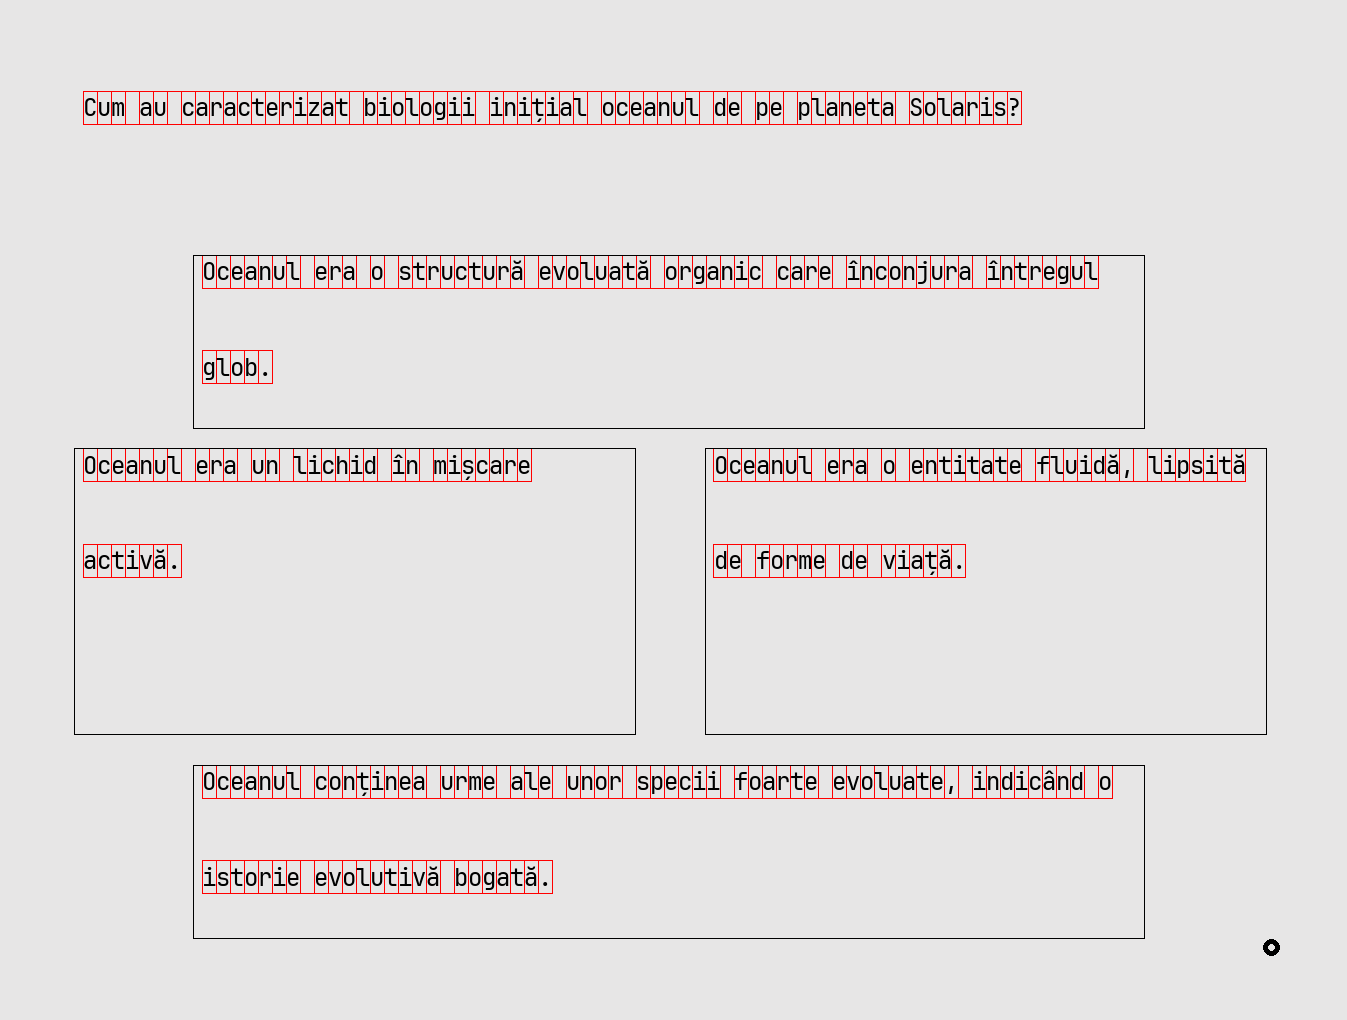 Cum au caracterizat biologii inițial oceanul de pe planeta Solaris?
Oceanul era o structură evoluată organic care înconjura întregul
glob.
Oceanul era un lichid în mișcare
activă.
Oceanul era o entitate fluidă, lipsită
de forme de viață.
Oceanul conținea urme ale unor specii foarte evoluate, indicând o
istorie evolutivă bogată.